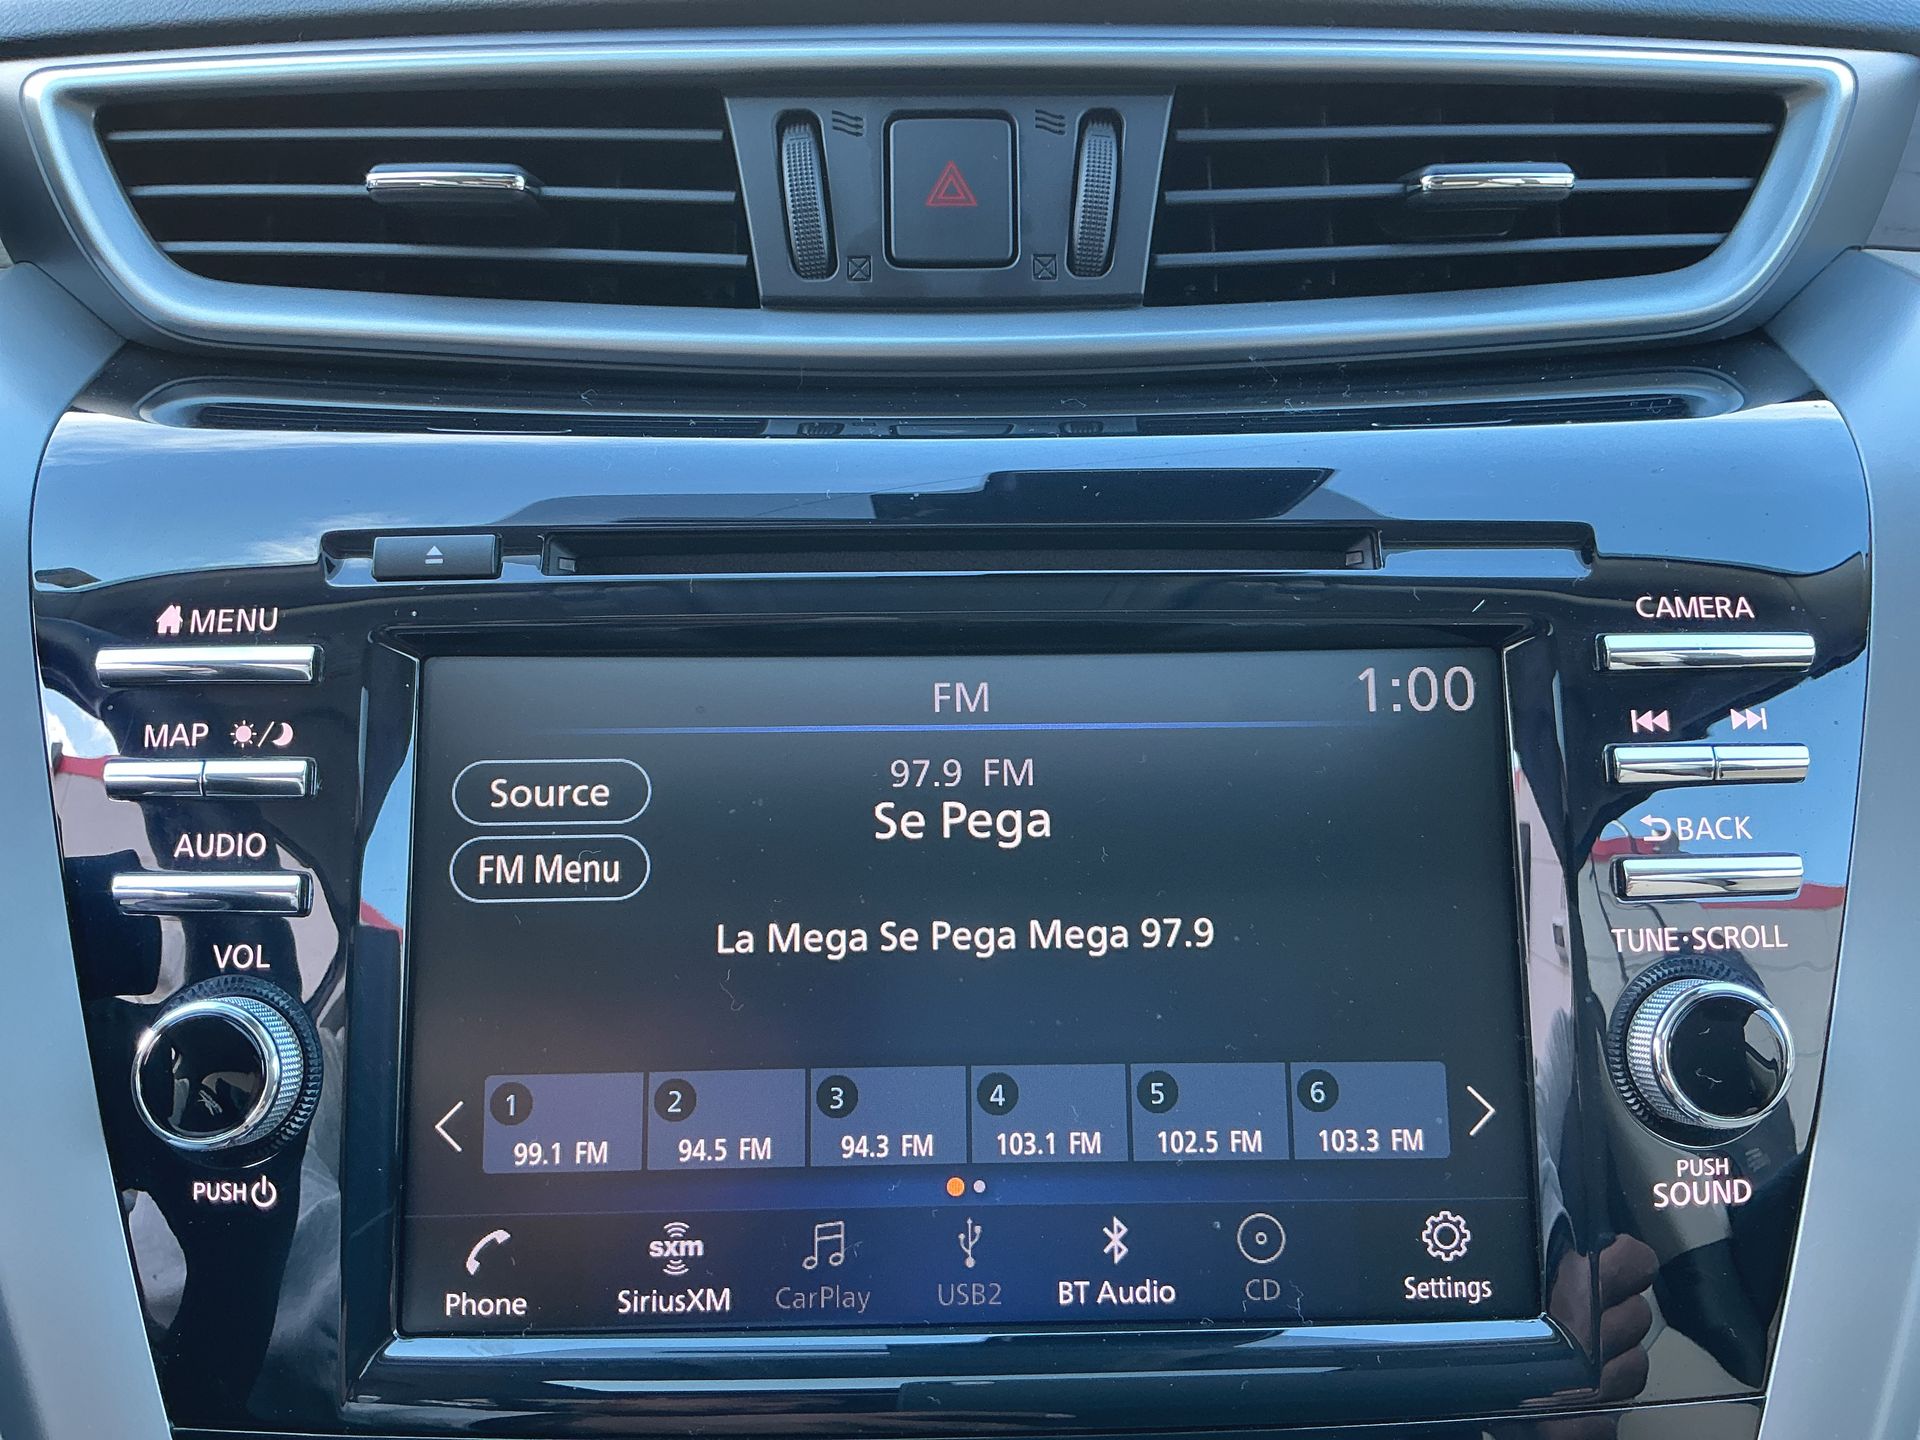 MENU
MAP
AUDIO
VOL
PUSH
CAMERA
BACK
TUNE·SCROLL
PUSH
SOUND
FM
1:00
Source
FM Menu
97.9 FM
Se Pega
La Mega Se Pega Mega 97.9
1
99.1 FM
2
94.5 FM
3
94.3 FM
4
103.1 FM
5
102.5 FM
6
103.3 FM
Phone
sxm
SiriusXM
CarPlay
USB2
BT Audio
CD
Settings